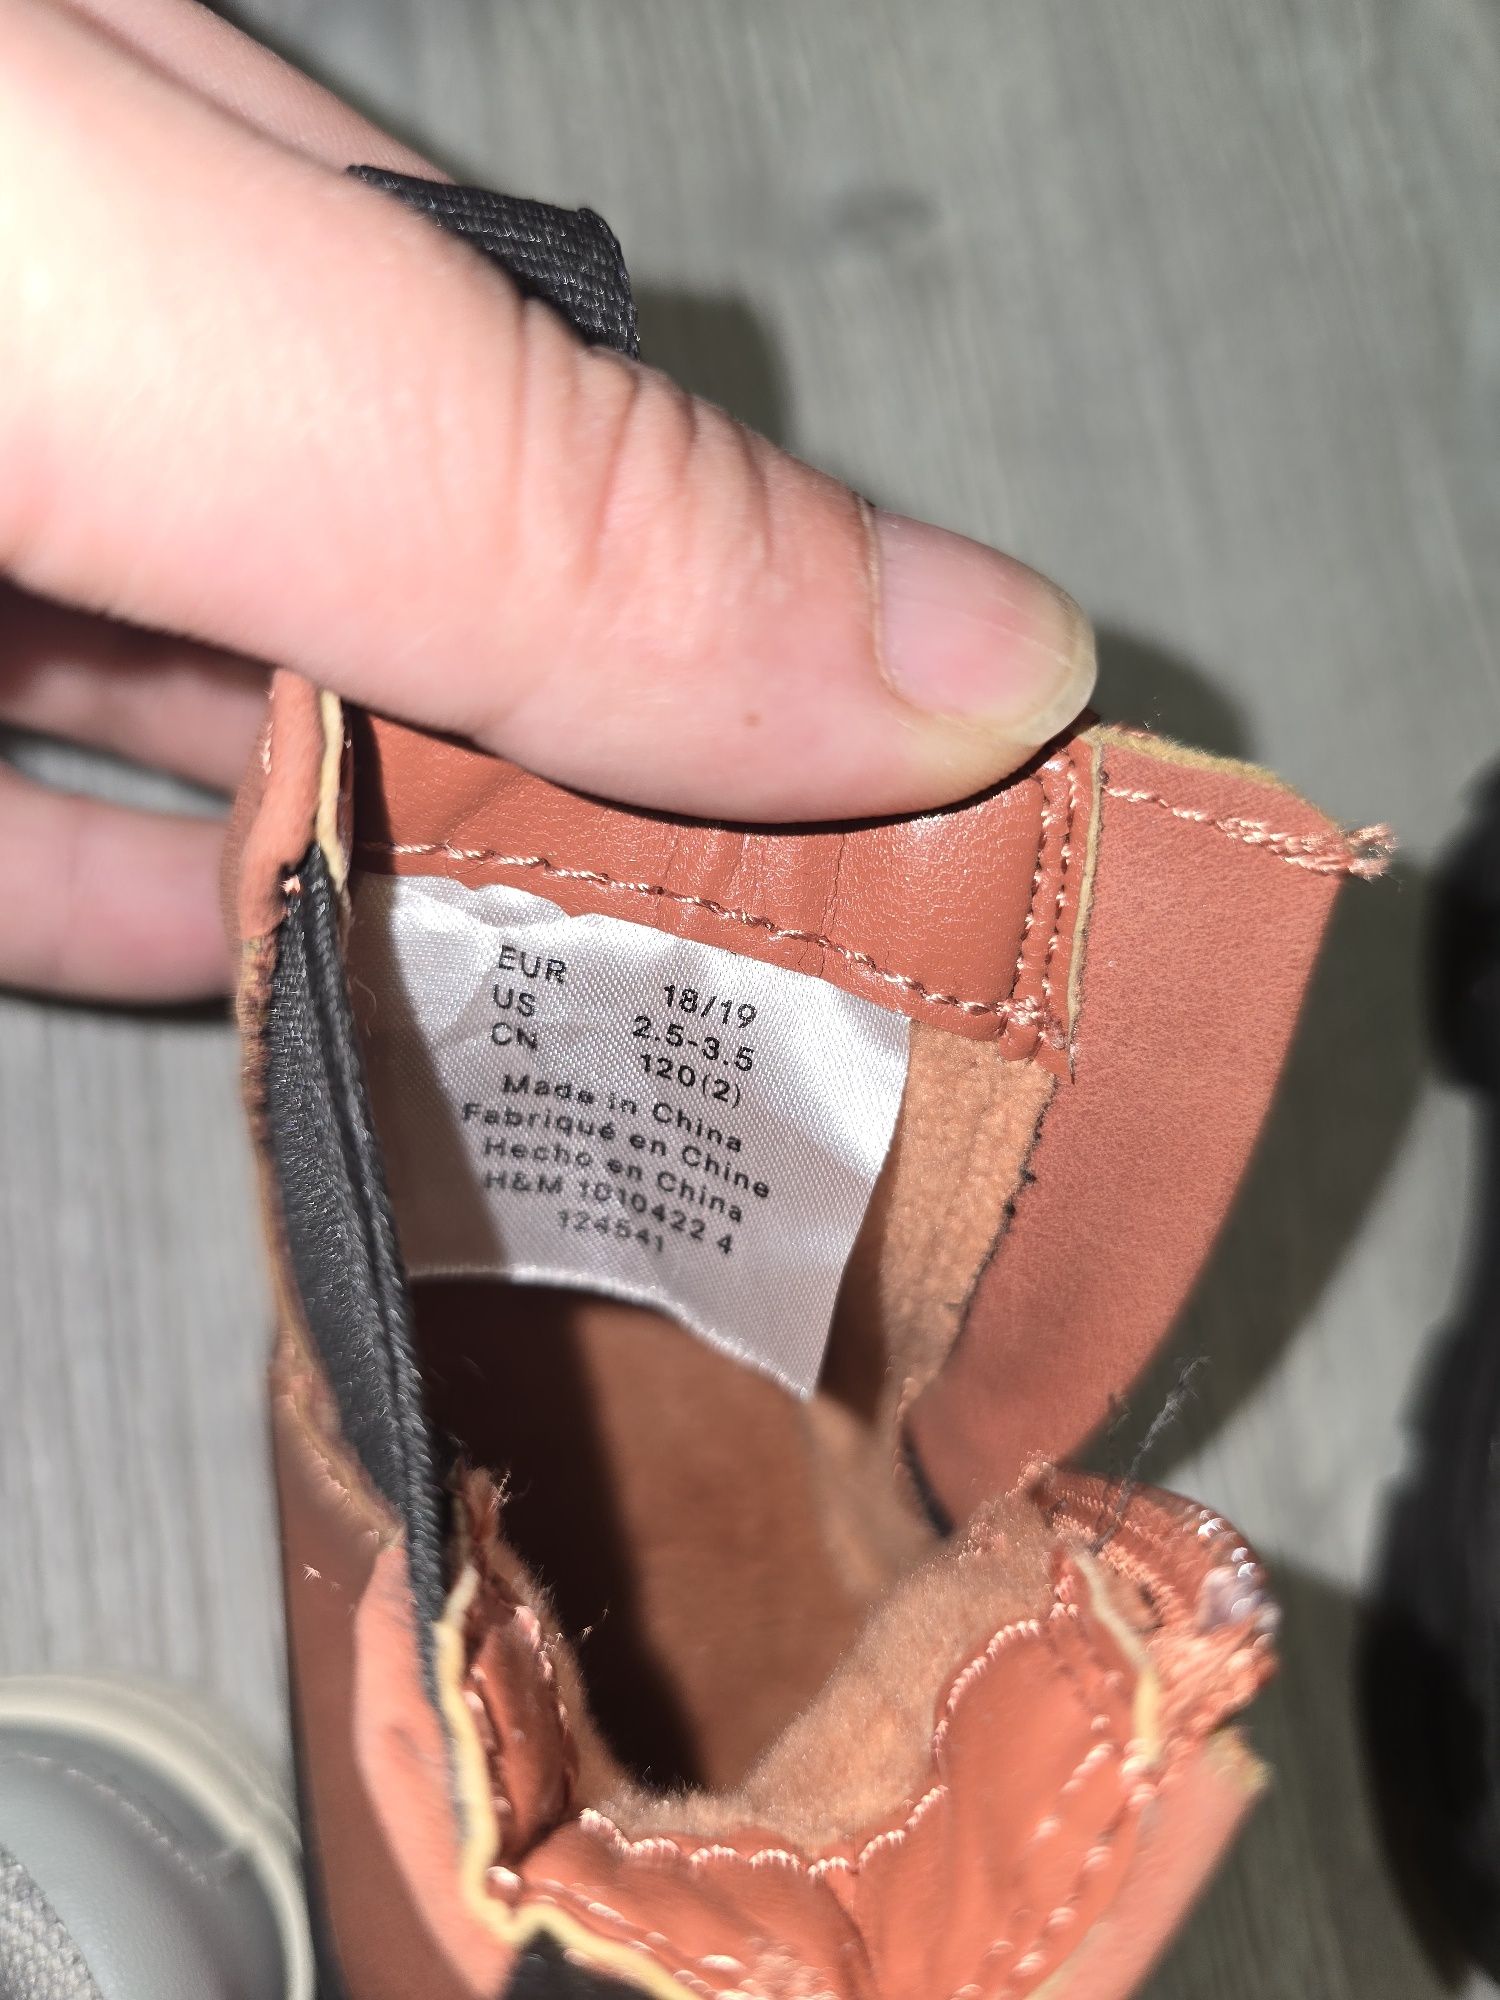 EUR 18/19
US 2.5-3.5
CN 120(2)
Made in China
Fabriqué en Chine
Hecho en China
H&M 1010422 4
124541